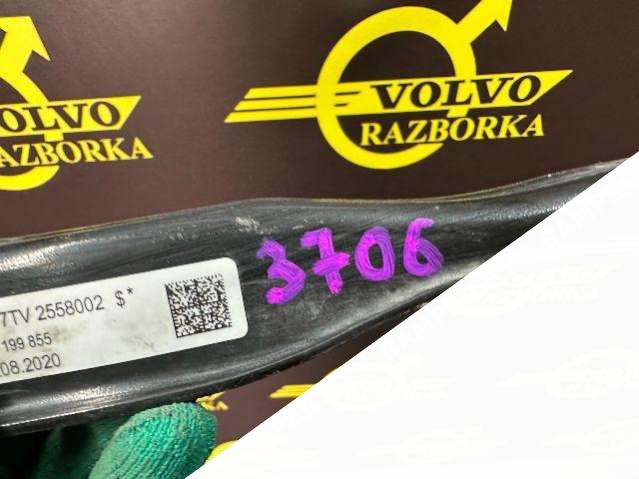 VOLVO
RAZBORKA
VOLVO
RAZBORKA
3706
7TV 2558002 $*
199 855
08.2020